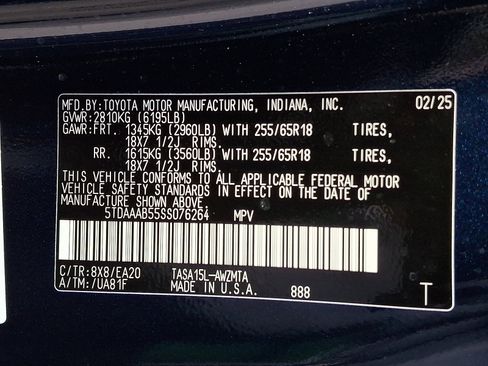 MFD.BY:TOYOTA MOTOR MANUFACTURING, INDIANA, INC. 02/25
GVWR:2810KG (6195LB)
GAWR:FRT. 1345KG (2960LB) WITH 255/65R18 TIRES,
18X7 1/2J RIMS.
RR. 1615KG (3560LB) WITH 255/65R18 TIRES,
18X7 1/2J RIMS.
THIS VEHICLE CONFORMS TO ALL APPLICABLE FEDERAL MOTOR
VEHICLE SAFETY STANDARDS IN EFFECT ON THE DATE OF
MANUFACTURE SHOWN ABOVE.
5TDAAAB55SS076264 MPV
C/TR:8X8/EA20 TASA15L-AWZMTA
A/TM:/UA81F MADE IN U.S.A. 888 T